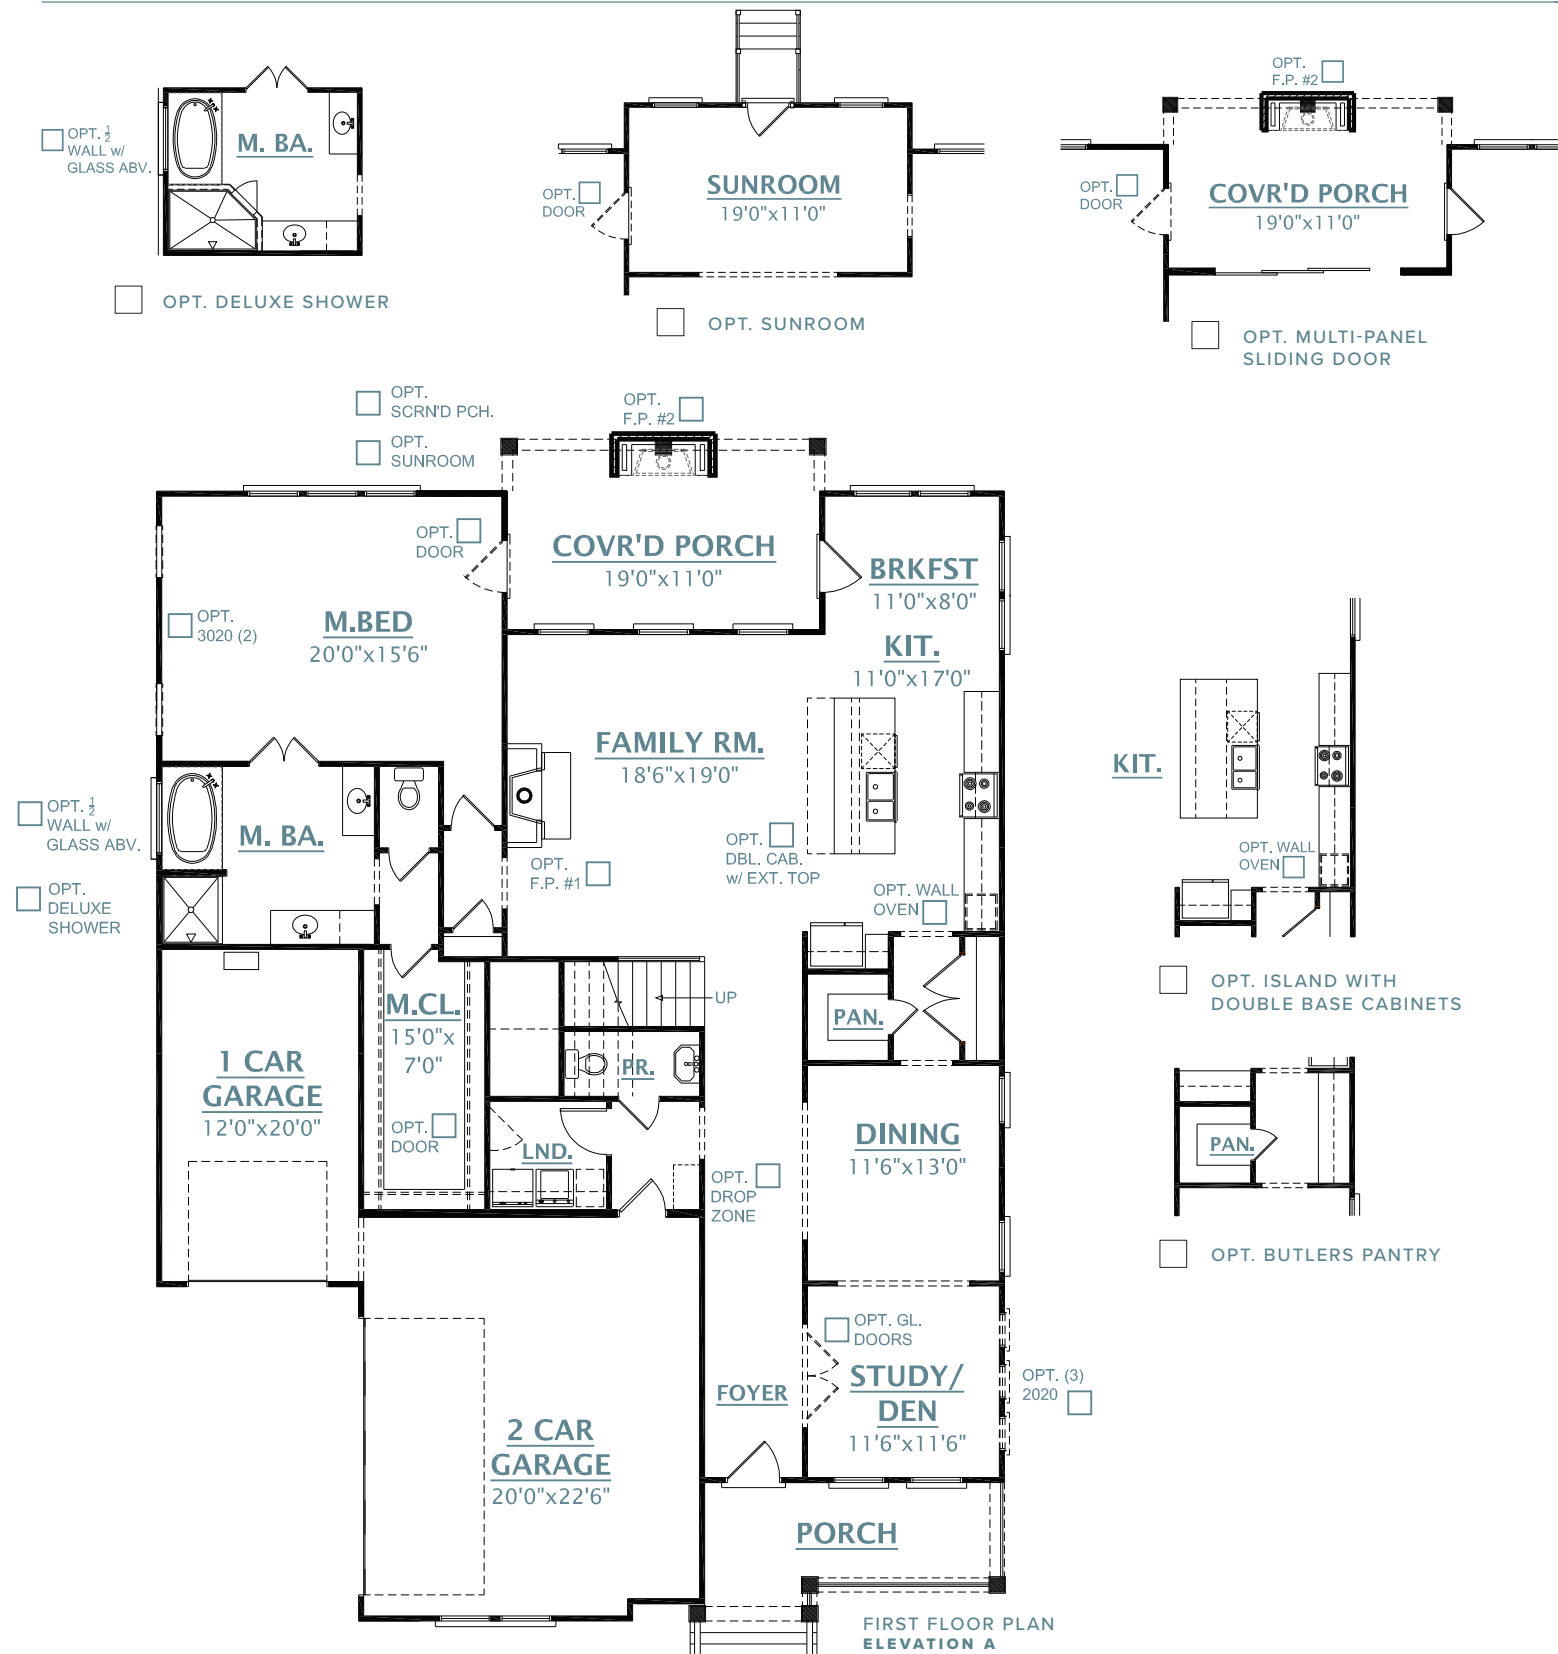 OPT. ½
WALL w/
GLASS ABV.
M. BA.
OPT. DELUXE SHOWER
OPT.
DOOR
SUNROOM
19'0"x11'0"
OPT. SUNROOM
OPT.
F.P. #2
OPT.
DOOR
COVR'D PORCH
19'0"x11'0"
OPT. MULTI-PANEL
SLIDING DOOR
OPT.
SCRN'D PCH.
OPT.
SUNROOM
OPT.
F.P. #2
OPT.
DOOR
COVR'D PORCH
19'0"x11'0"
BRKFST
11'0"x8'0"
OPT.
3020 (2)
M.BED
20'0"x15'6"
KIT.
11'0"x17'0"
FAMILY RM.
18'6"x19'0"
KIT.
OPT. ½
WALL w/
GLASS ABV.
M. BA.
OPT.
DELUXE
SHOWER
OPT.
F.P. #1
OPT.
DBL. CAB.
w/ EXT. TOP
OPT. WALL
OVEN
OPT. WALL
OVEN
OPT. ISLAND WITH
DOUBLE BASE CABINETS
UP
M.CL.
15'0"x
7'0"
PAN.
1 CAR
GARAGE
12'0"x20'0"
PR.
OPT.
DOOR
LND.
DINING
11'6"x13'0"
OPT.
DROP
ZONE
PAN.
OPT. BUTLERS PANTRY
OPT. GL.
DOORS
STUDY/
DEN
11'6"x11'6"
OPT. (3)
2020
FOYER
2 CAR
GARAGE
20'0"x22'6"
PORCH
FIRST FLOOR PLAN
ELEVATION A